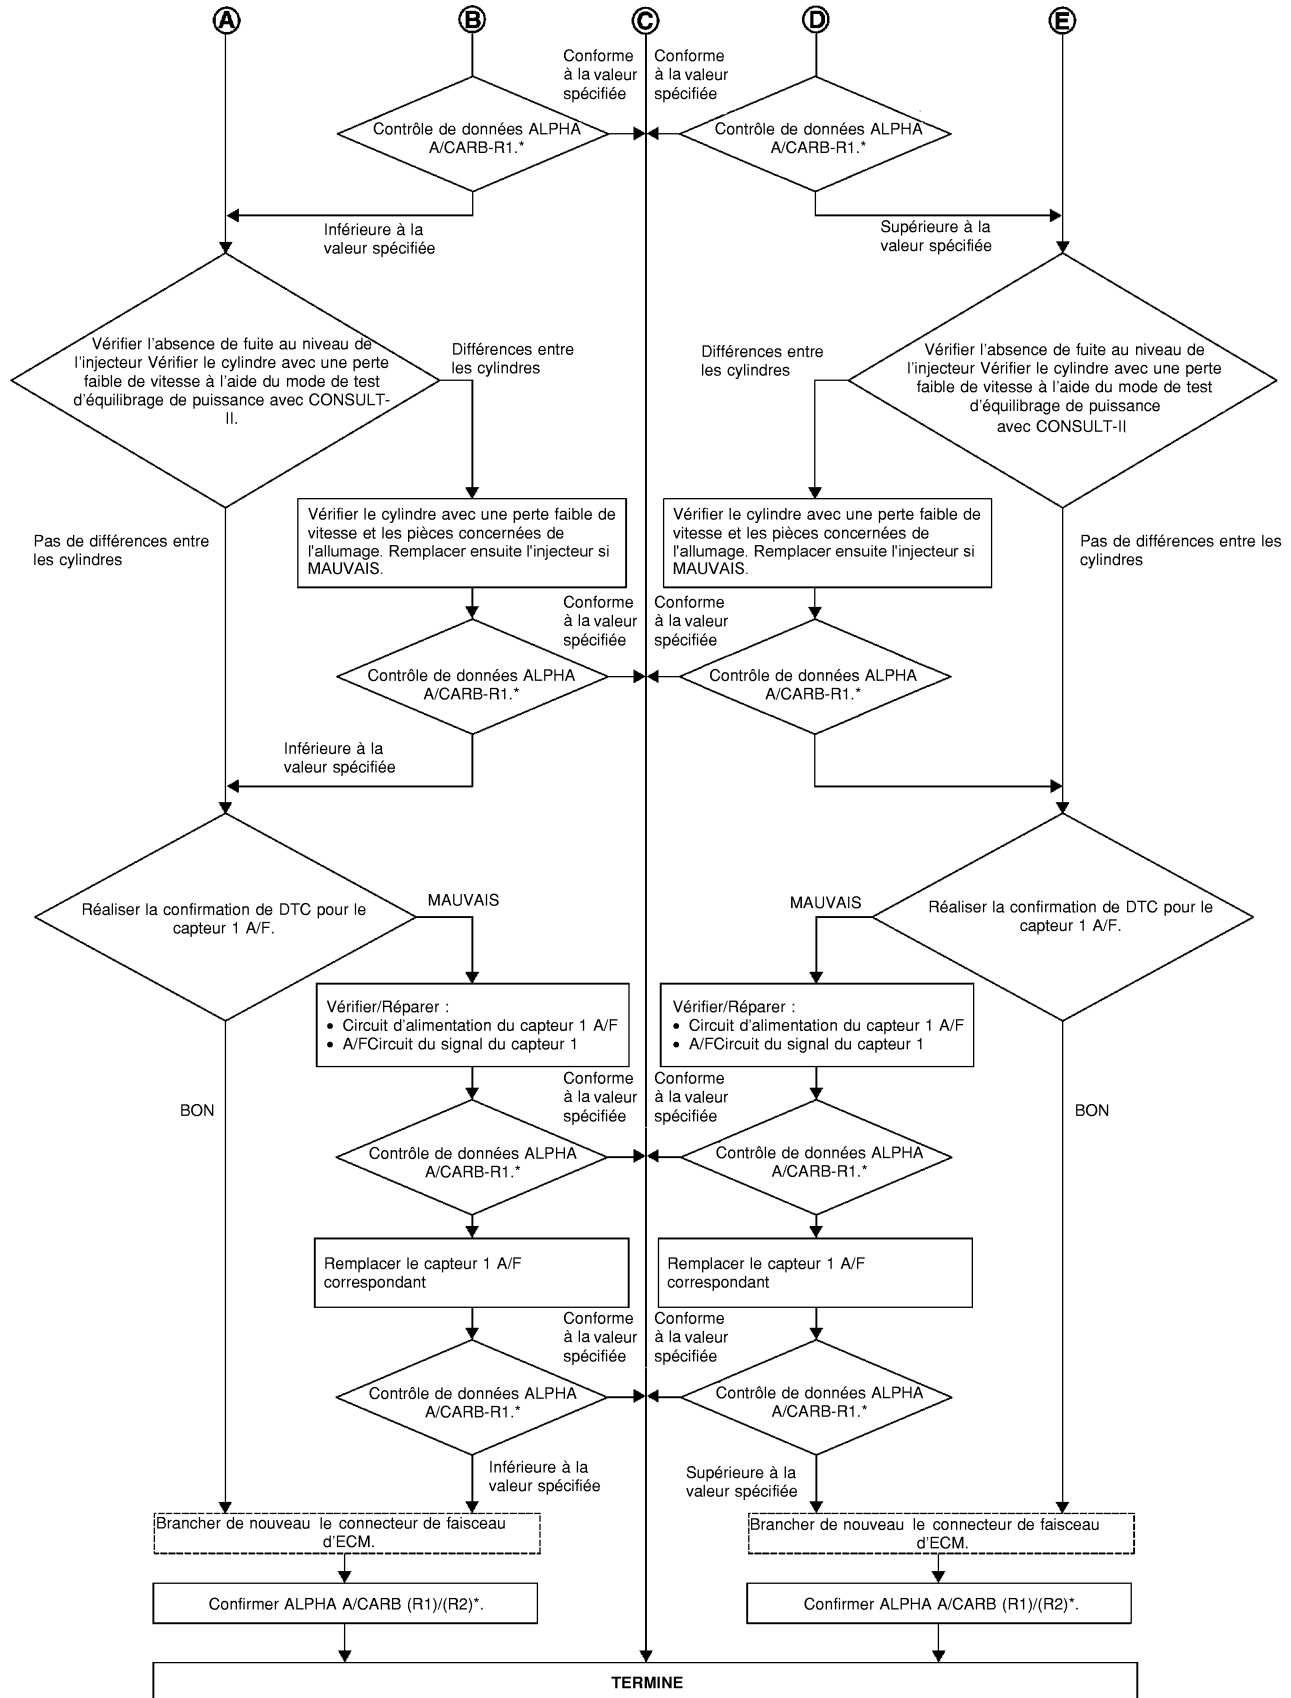 A
B
C
D
E
Conforme
à la valeur
spécifiée
Conforme
à la valeur
spécifiée
Contrôle de données ALPHA
A/CARB-R1.*
Contrôle de données ALPHA
A/CARB-R1.*
Inférieure à la
valeur spécifiée
Supérieure à la
valeur spécifiée
Vérifier l'absence de fuite au niveau de
l'injecteur Vérifier le cylindre avec une perte
faible de vitesse à l'aide du mode de test
d'équilibrage de puissance avec CONSULT-
II.
Différences entre
les cylindres
Différences entre
les cylindres
Vérifier l'absence de fuite au niveau de
l'injecteur Vérifier le cylindre avec une perte
faible de vitesse à l'aide du mode de test
d'équilibrage de puissance
avec CONSULT-II
Pas de différences entre
les cylindres
Vérifier le cylindre avec une perte faible de
vitesse et les pièces concernées de
l'allumage. Remplacer ensuite l'injecteur si
MAUVAIS.
Vérifier le cylindre avec une perte faible de
vitesse et les pièces concernées de
l'allumage. Remplacer ensuite l'injecteur si
MAUVAIS.
Pas de différences entre les
cylindres
Conforme
à la valeur
spécifiée
Conforme
à la valeur
spécifiée
Contrôle de données ALPHA
A/CARB-R1.*
Contrôle de données ALPHA
A/CARB-R1.*
Inférieure à la
valeur spécifiée
Réaliser la confirmation de DTC pour le
capteur 1 A/F.
MAUVAIS
MAUVAIS
Réaliser la confirmation de DTC pour le
capteur 1 A/F.
Vérifier/Réparer :
• Circuit d'alimentation du capteur 1 A/F
• A/FCircuit du signal du capteur 1
Vérifier/Réparer :
• Circuit d'alimentation du capteur 1 A/F
• A/FCircuit du signal du capteur 1
BON
Conforme
à la valeur
spécifiée
Conforme
à la valeur
spécifiée
BON
Contrôle de données ALPHA
A/CARB-R1.*
Contrôle de données ALPHA
A/CARB-R1.*
Remplacer le capteur 1 A/F
correspondant
Remplacer le capteur 1 A/F
correspondant
Conforme
à la valeur
spécifiée
Conforme
à la valeur
spécifiée
Contrôle de données ALPHA
A/CARB-R1.*
Contrôle de données ALPHA
A/CARB-R1.*
Inférieure à la
valeur spécifiée
Supérieure à la
valeur spécifiée
Brancher de nouveau le connecteur de faisceau
d'ECM.
Brancher de nouveau le connecteur de faisceau
d'ECM.
Confirmer ALPHA A/CARB (R1)/(R2)*.
Confirmer ALPHA A/CARB (R1)/(R2)*.
TERMINE